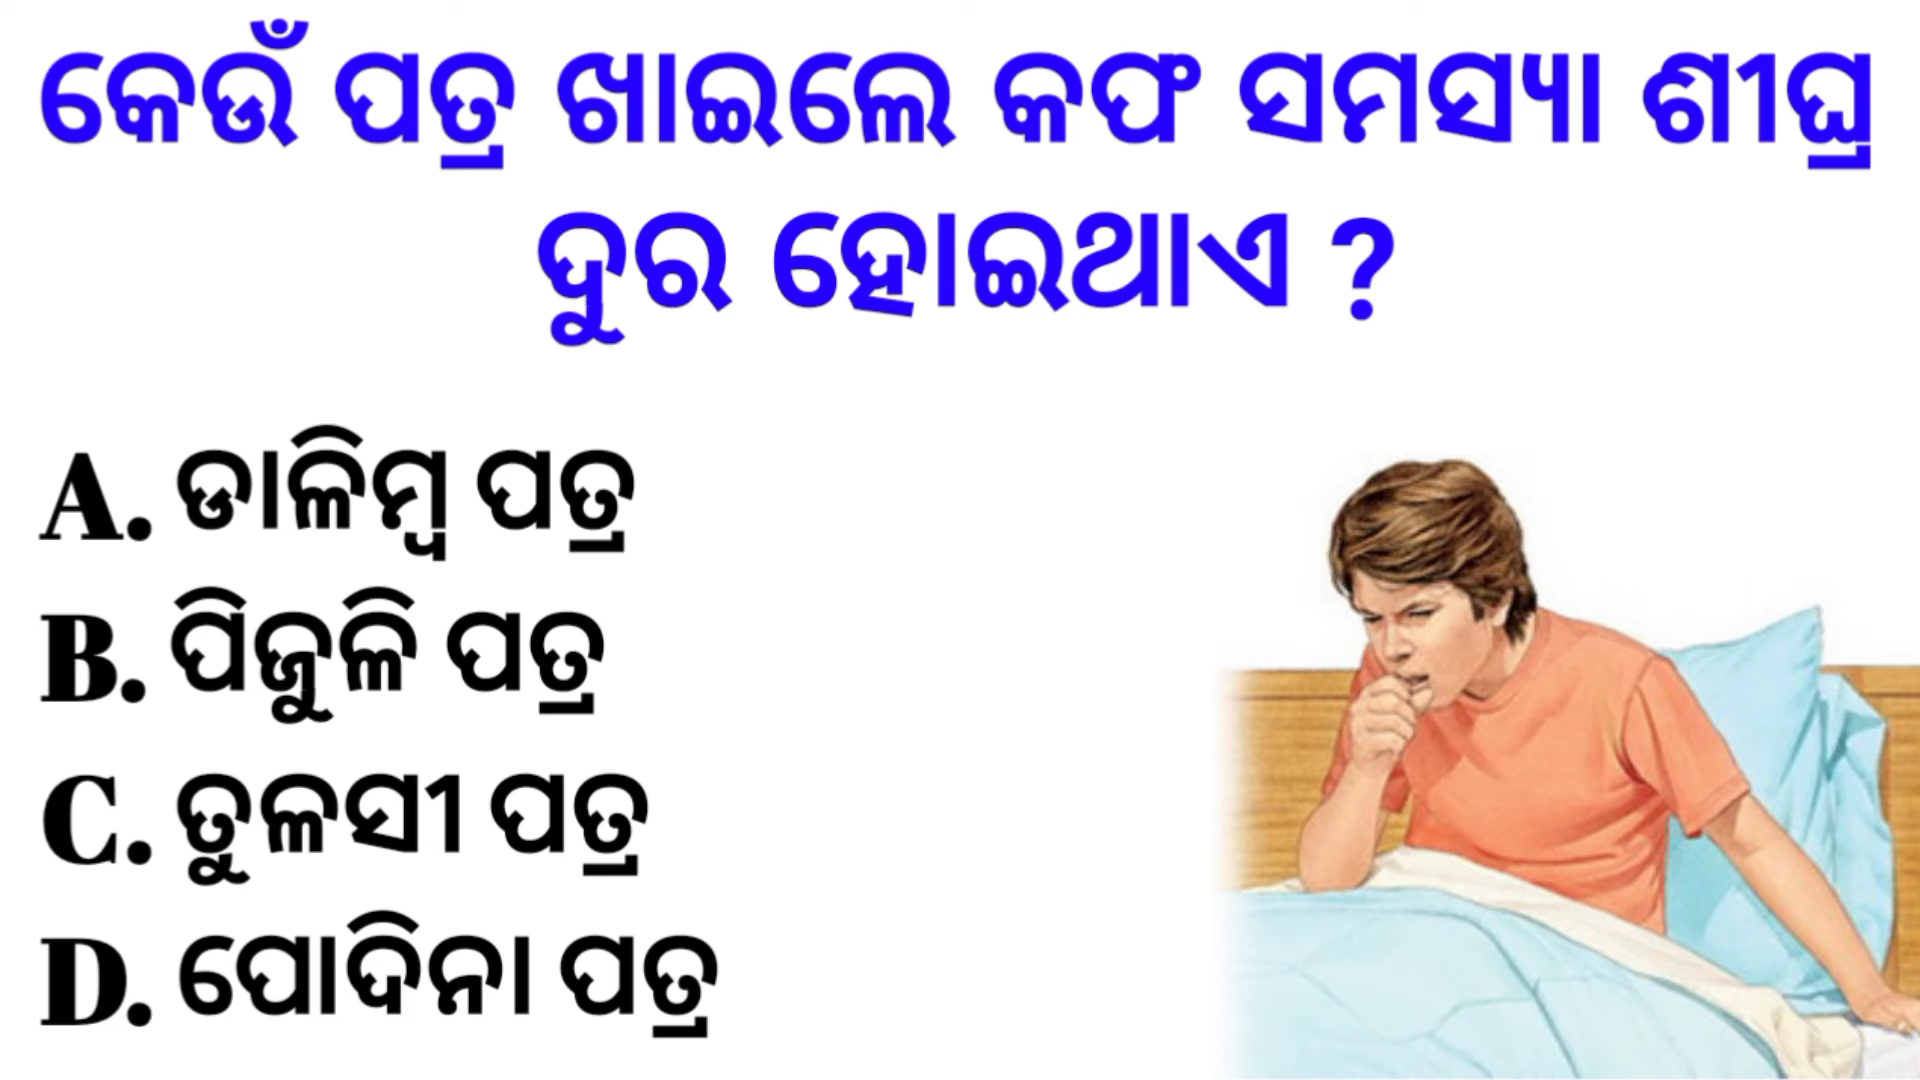 କେଉଁ ପତ୍ର ଖାଇଲେ କଫ ସମସ୍ୟା ଶୀଘ୍ର
ଦୁର ହୋଇଥାଏ ?
A. ଡାଳିମ୍ବ ପତ୍ର
B. ପିଜୁଳି ପତ୍ର
C. ତୁଳସୀ ପତ୍ର
D. ପୋଦିନା ପତ୍ର